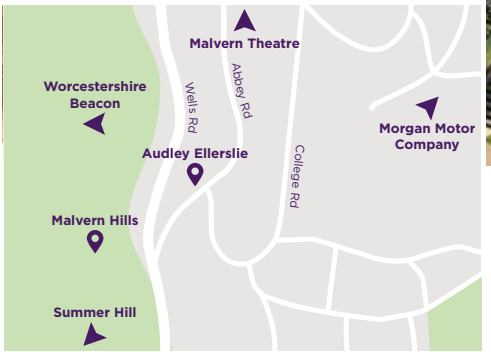 Malvern Theatre
Worcestershire
Beacon
Wells Rd
Abbey Rd
Morgan Motor
Company
Audley Ellerslie
College Rd
Malvern Hills
Summer Hill